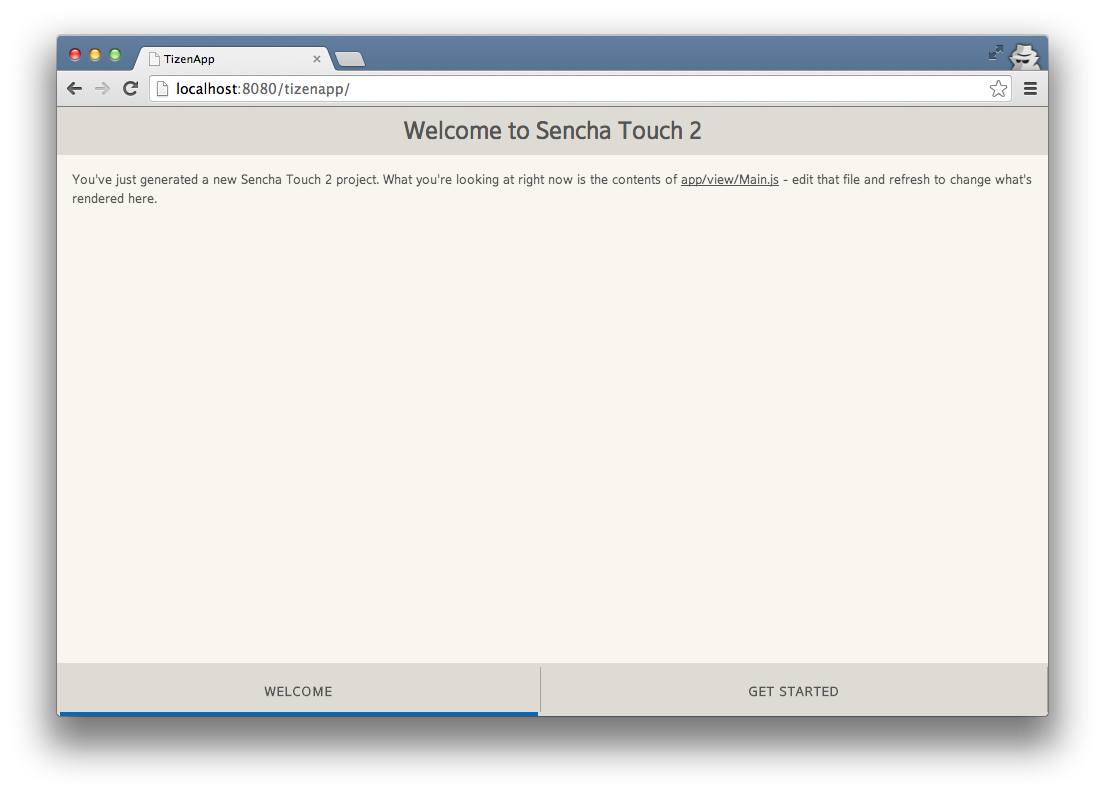 TizenApp
localhost:8080/tizenapp/
Welcome to Sencha Touch 2
You've just generated a new Sencha Touch 2 project. What you're looking at right now is the contents of app/view/Main.js - edit that file and refresh to change what's
rendered here.
WELCOME
GET STARTED